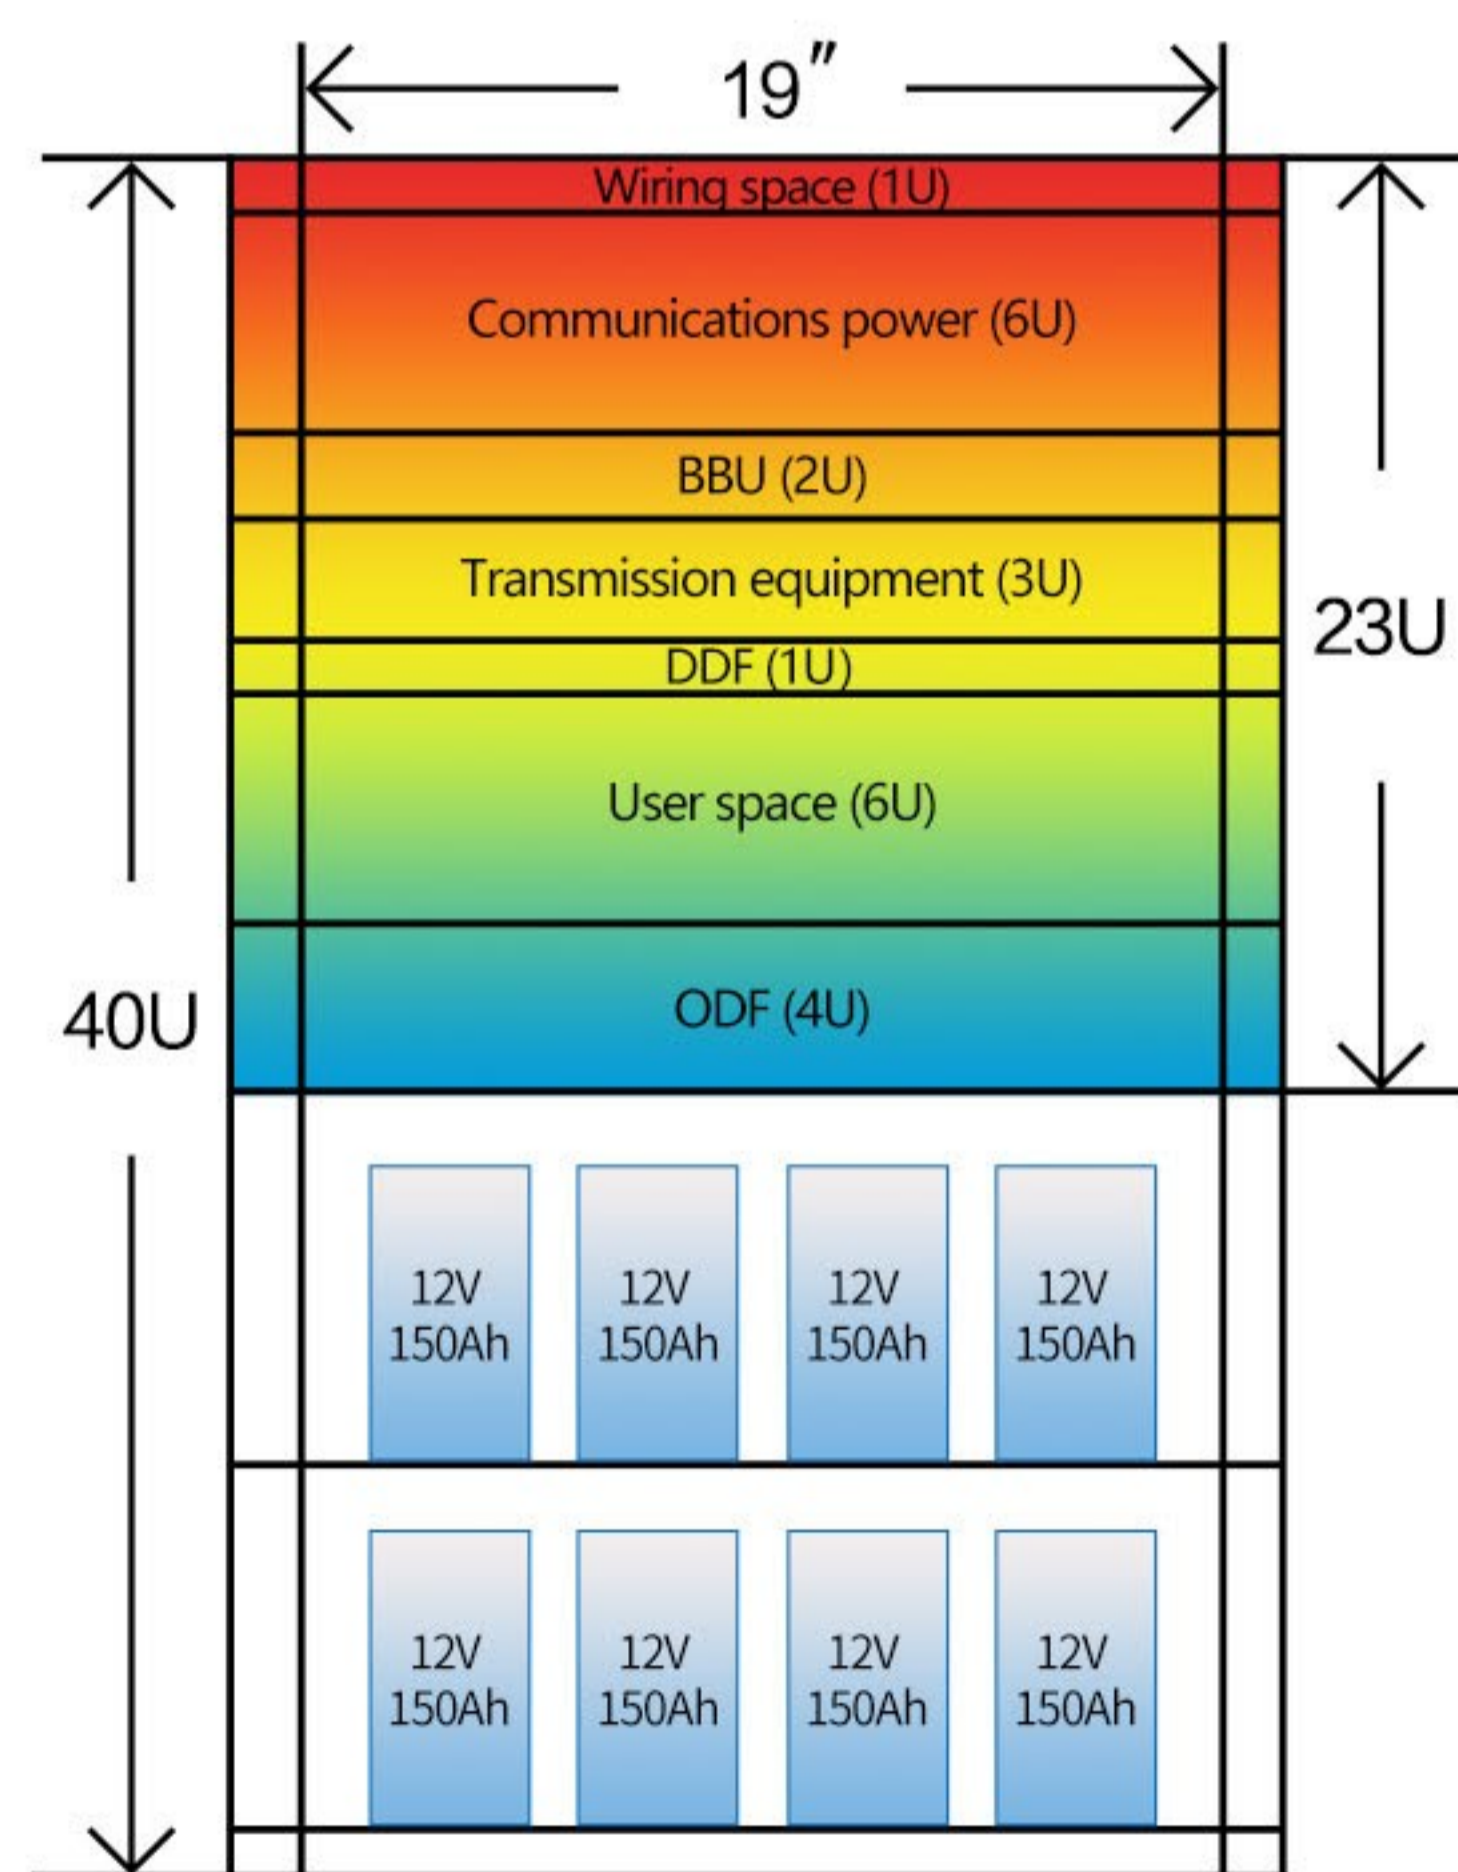 19″
Wiring space (1U)
Communications power (6U)
BBU (2U)
Transmission equipment (3U)
23U
DDF (1U)
User space (6U)
40U
ODF (4U)
12V 12V 12V 12V
150Ah 150Ah 150Ah 150Ah
12V 12V 12V 12V
150Ah 150Ah 150Ah 150Ah